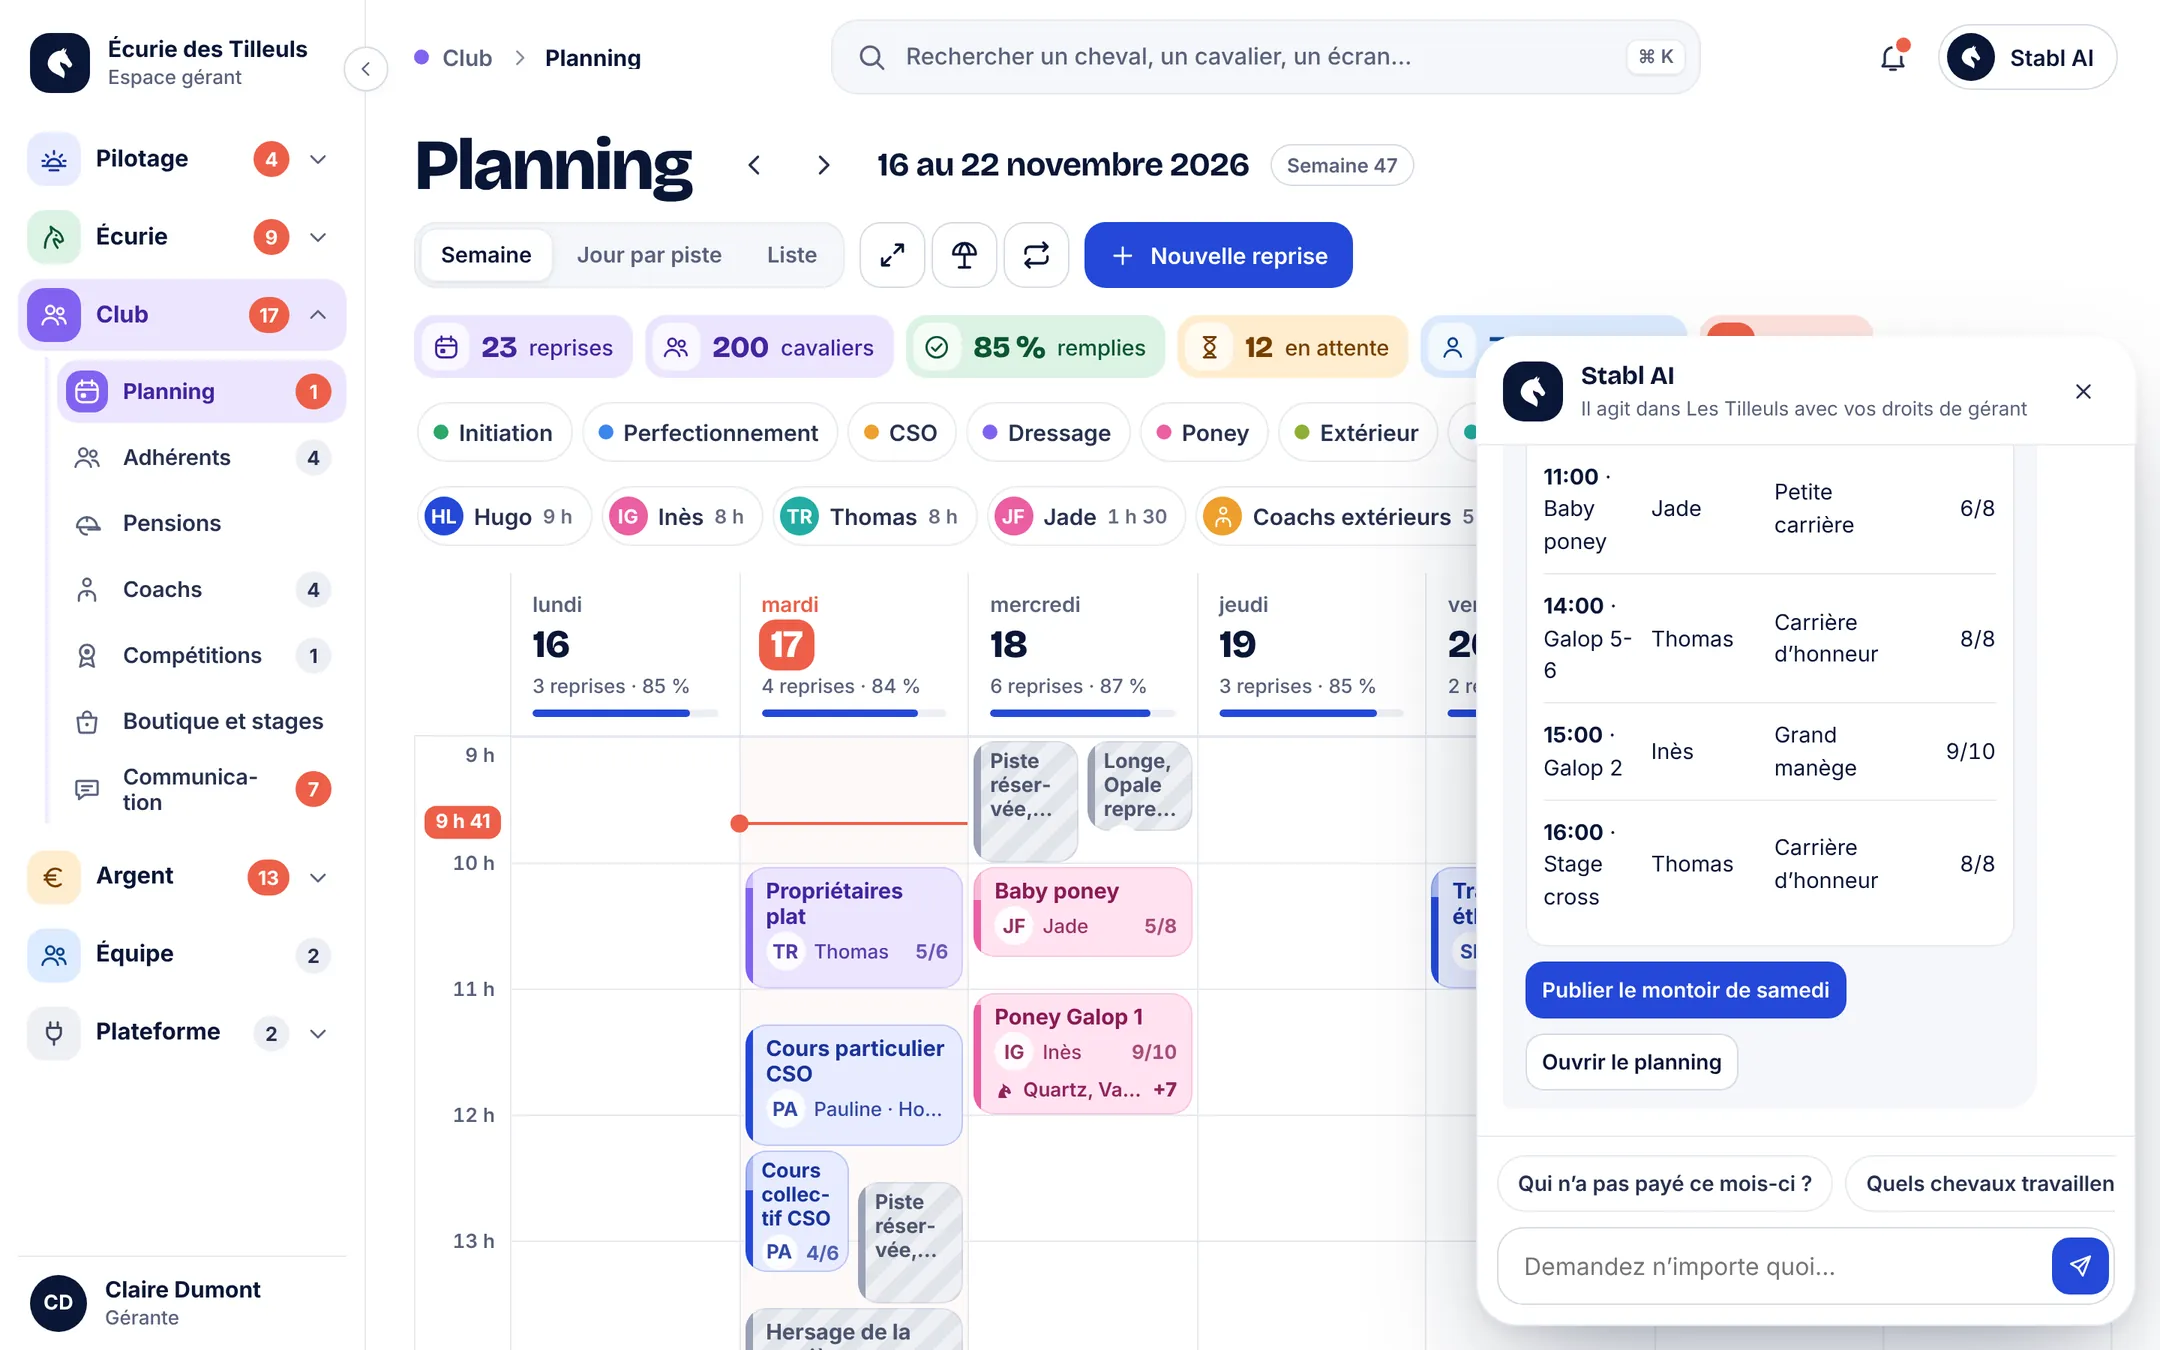 Écurie des Tilleuls
Espace gérant
Pilotage
4
Écurie
9
Club
17
Planning
1
Adhérents
4
Pensions
Coachs
4
Compétitions
1
Boutique et stages
Communica-
tion
7
Argent
13
Équipe
2
Plateforme
2
CD
Claire Dumont
Gérante
Club
Planning
Rechercher un cheval, un cavalier, un écran...
⌘ K
Stabl AI
Planning
16 au 22 novembre 2026
Semaine 47
Semaine
Jour par piste
Liste
Nouvelle reprise
23 reprises
200 cavaliers
85 % remplies
12 en attente
Initiation
Perfectionnement
CSO
Dressage
Poney
Extérieur
HL Hugo 9 h
IG Inès 8 h
TR Thomas 8 h
JF Jade 1 h 30
Coachs extérieurs 5
lundi
16
3 reprises · 85 %
mardi
17
4 reprises · 84 %
mercredi
18
6 reprises · 87 %
jeudi
19
3 reprises · 85 %
9 h
9 h 41
10 h
11 h
12 h
13 h
Propriétaires
plat
TR Thomas 5/6
Cours particulier
CSO
PA Pauline · Ho...
Cours
collec-
tif CSO
PA 4/6
Piste
réser-
vée,...
Hersage de la
Piste
réser-
vée,...
Longe,
Opale
repre...
Baby poney
JF Jade 5/8
Poney Galop 1
IG Inès 9/10
Quartz, Va... +7
Stabl AI
Il agit dans Les Tilleuls avec vos droits de gérant
11:00 ·
Baby
poney
Jade
Petite
carrière
6/8
14:00 ·
Galop 5-
6
Thomas
Carrière
d’honneur
8/8
15:00 ·
Galop 2
Inès
Grand
manège
9/10
16:00 ·
Stage
cross
Thomas
Carrière
d’honneur
8/8
Publier le montoir de samedi
Ouvrir le planning
Qui n’a pas payé ce mois-ci ?
Quels chevaux travaillen
Demandez n’importe quoi...